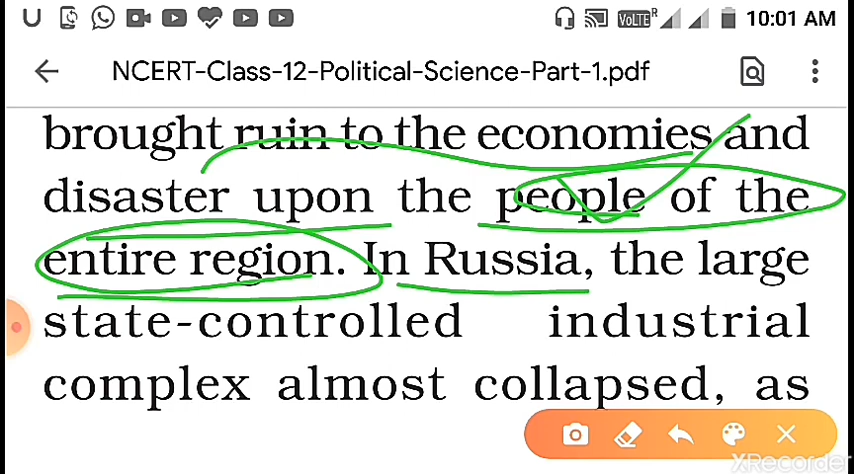 10:01 AM
NCERT-Class-12-Political-Science-Part-1.pdf
brought ruin to the economies and
disaster upon the people of the
entire region. In Russia, the large
state-controlled industrial
complex almost collapsed, as
XRecorder